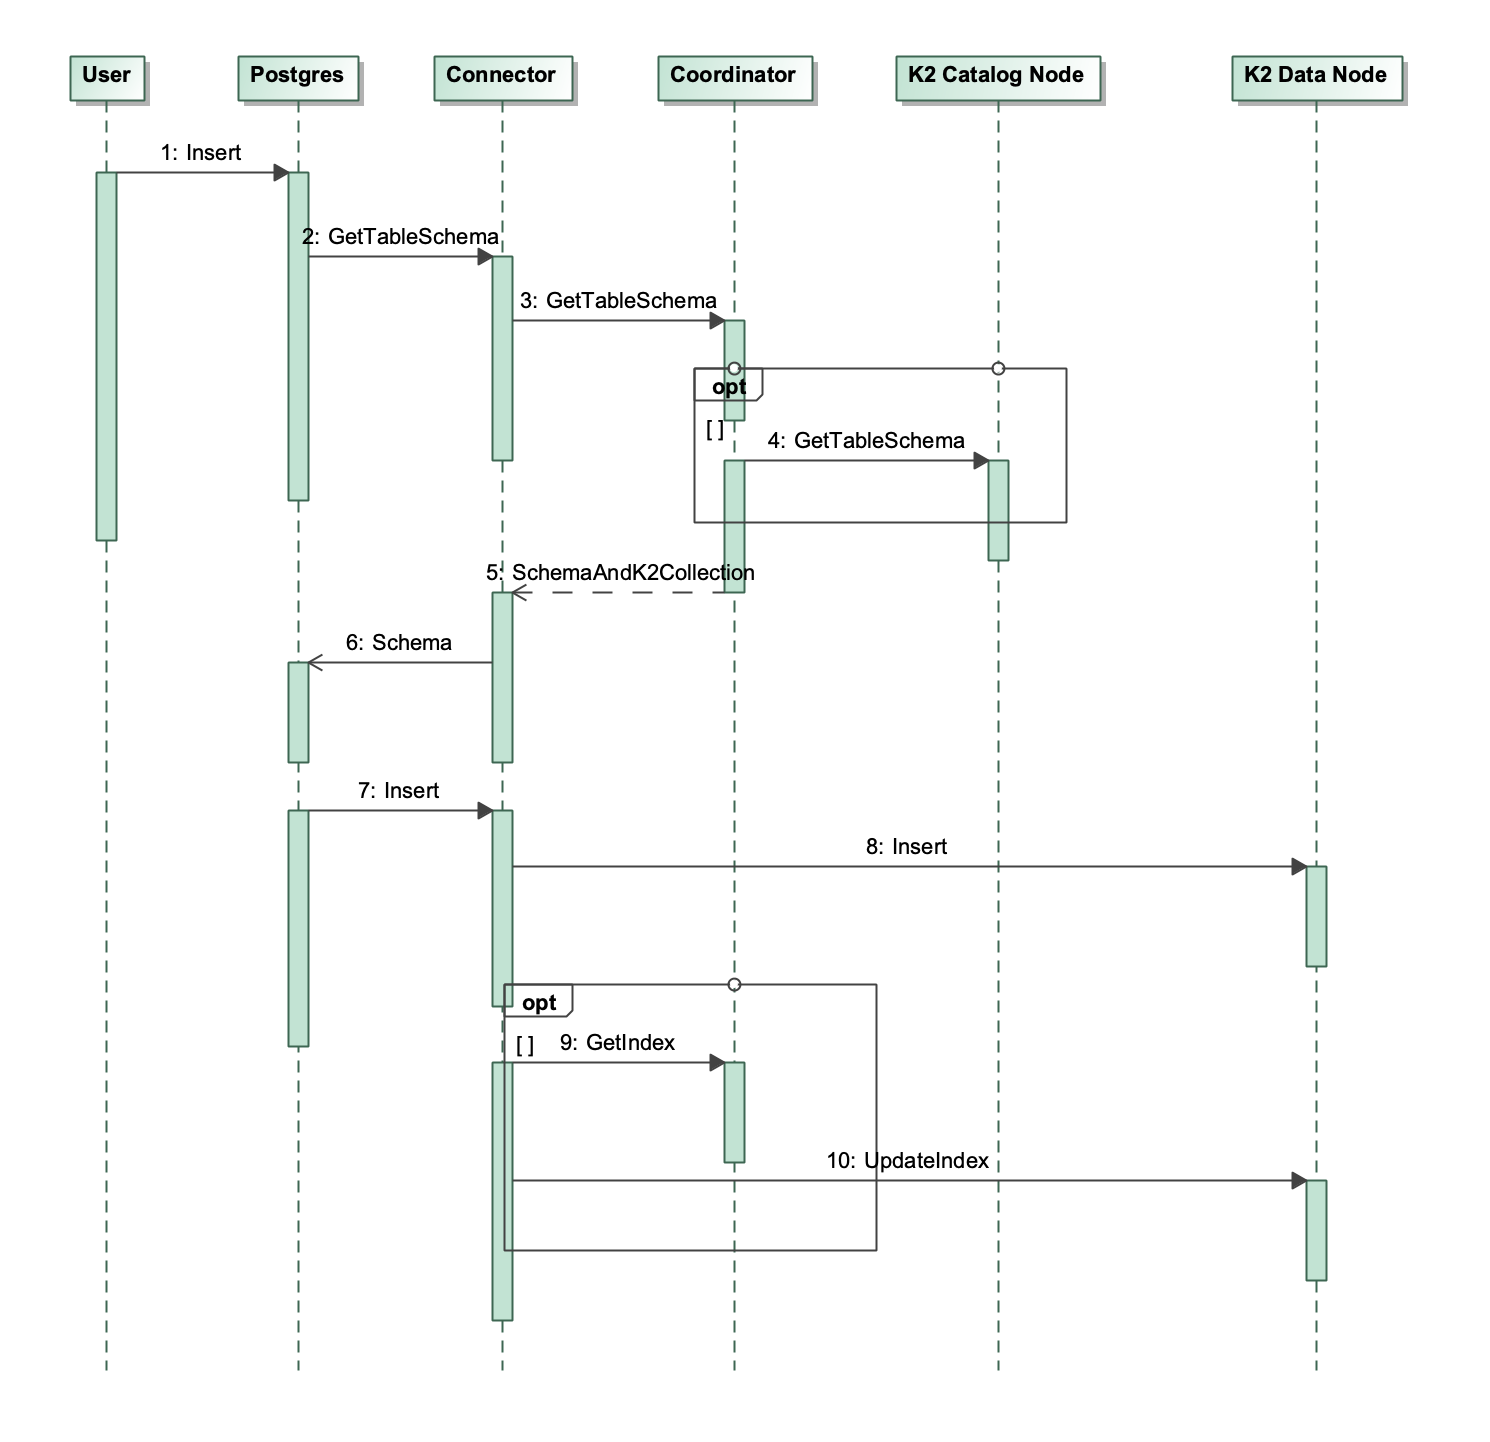 User
Postgres
Connector
Coordinator
K2 Catalog Node
K2 Data Node
1: Insert
2: GetTableSchema
3: GetTableSchema
opt
[ ]
4: GetTableSchema
5: SchemaAndK2Collection
6: Schema
7: Insert
8: Insert
opt
[ ]
9: GetIndex
10: UpdateIndex